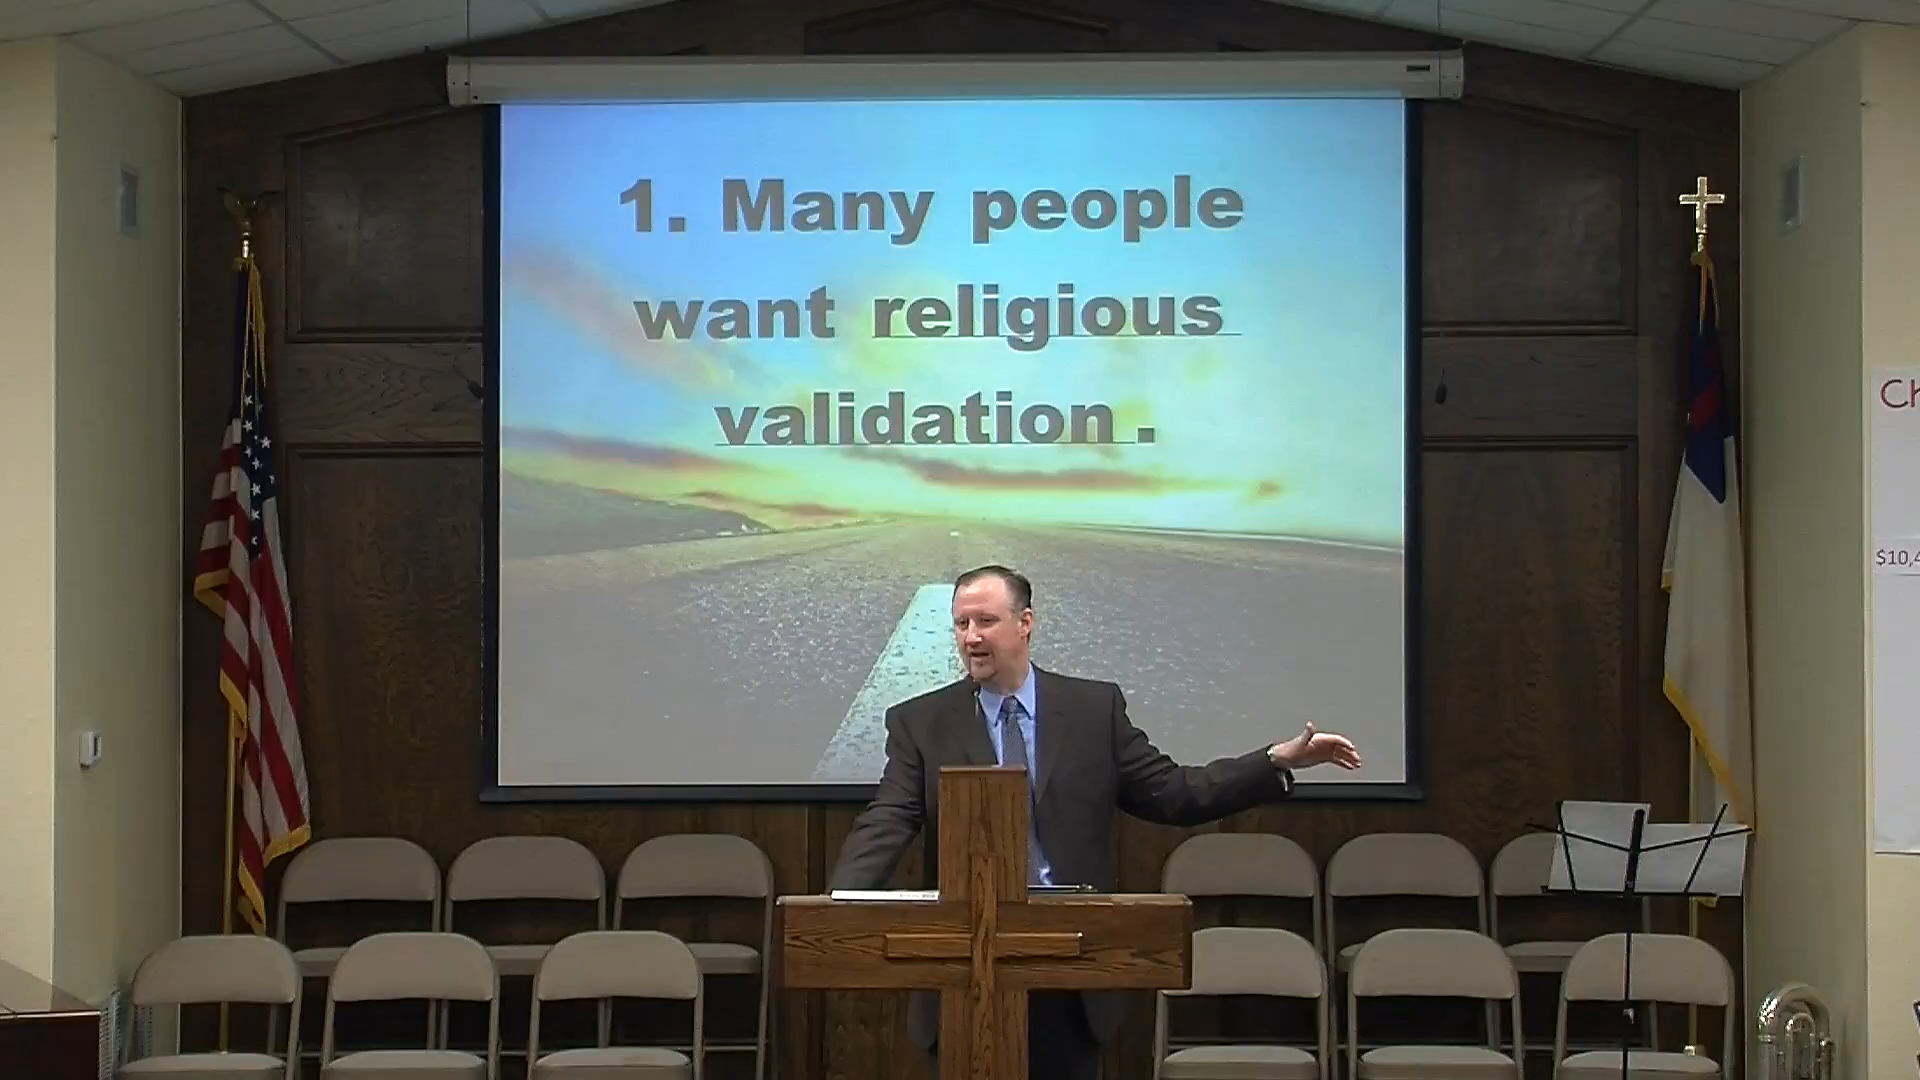 1. Many people
want religious
validation.
Ch
$10,4